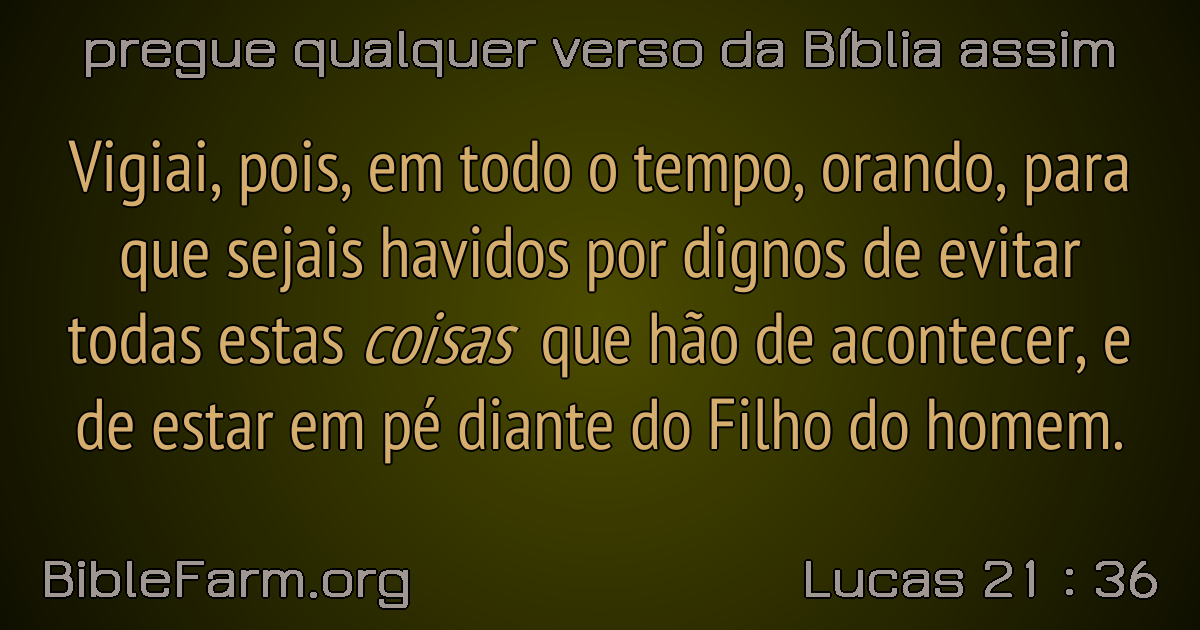 pregue qualquer verso da Bíblia assim
Vigiai, pois, em todo o tempo, orando, para
que sejais havidos por dignos de evitar
todas estas coisas que hão de acontecer, e
de estar em pé diante do Filho do homem.
BibleFarm.org
Lucas 21 : 36